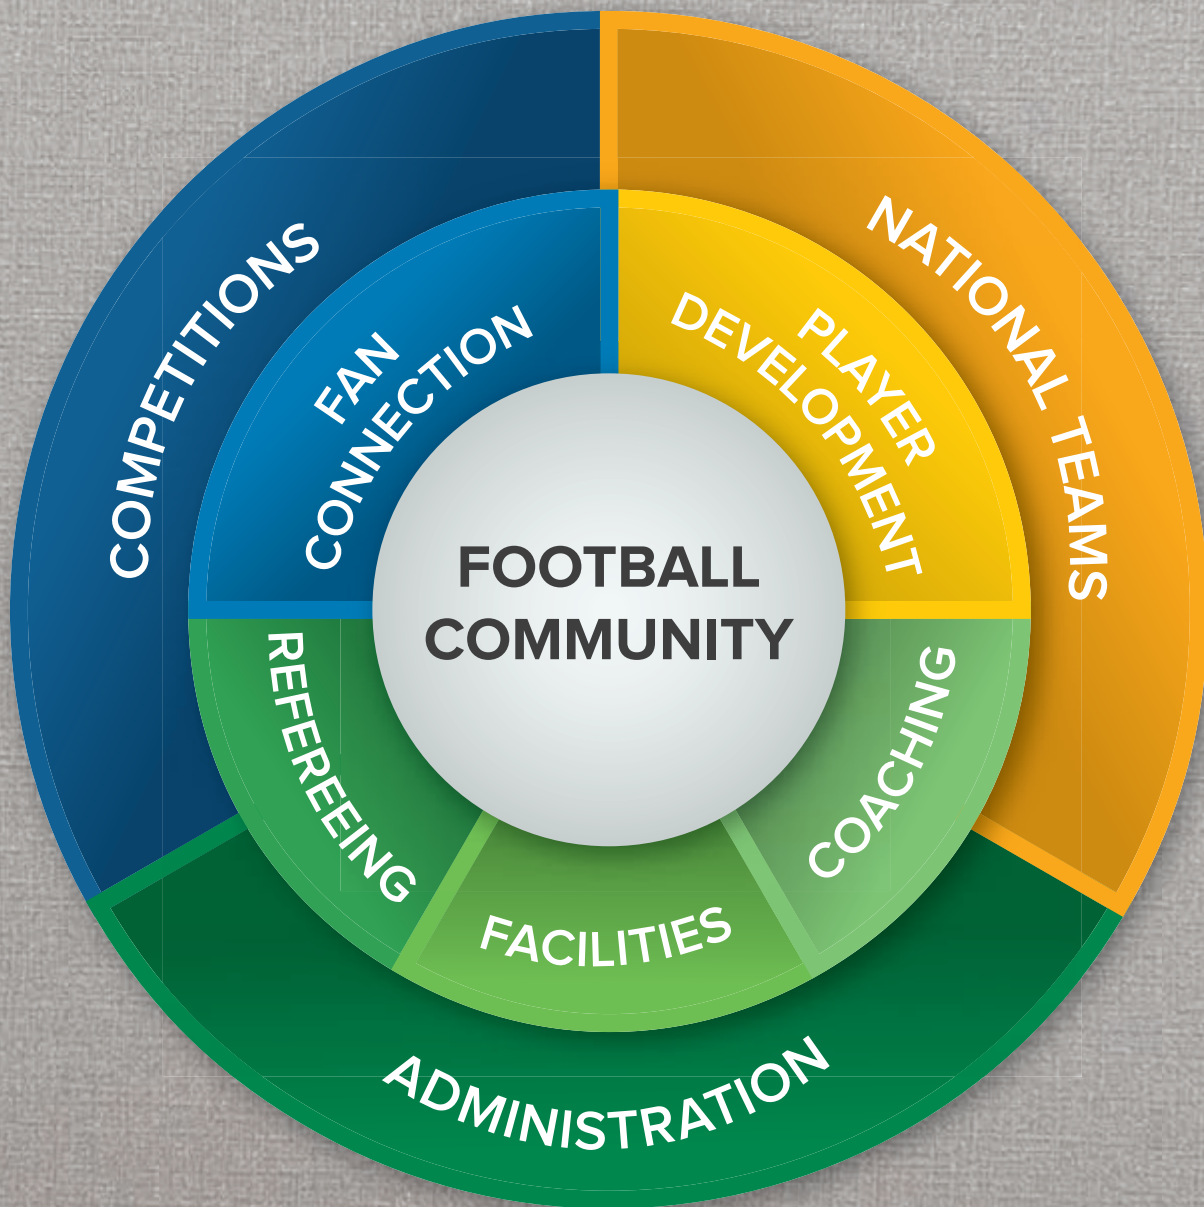 COMPETITIONS
NATIONAL TEAMS
FAN
CONNECTION
PLAYER
DEVELOPMENT
FOOTBALL
COMMUNITY
REFEREEING
COACHING
FACILITIES
ADMINISTRATION